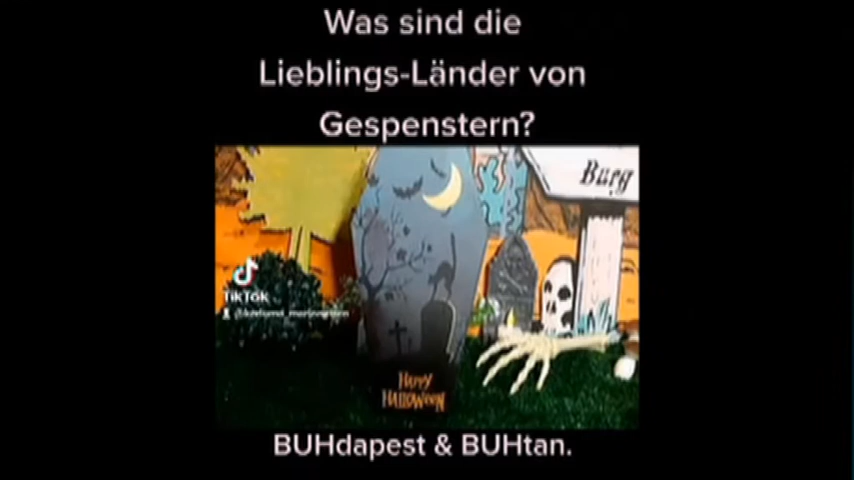 Was sind die
Lieblings-Länder von
Gespenstern?
Burg
TikTok
HAPPY
HALLOWEEN
BUHdapest & BUHtan.